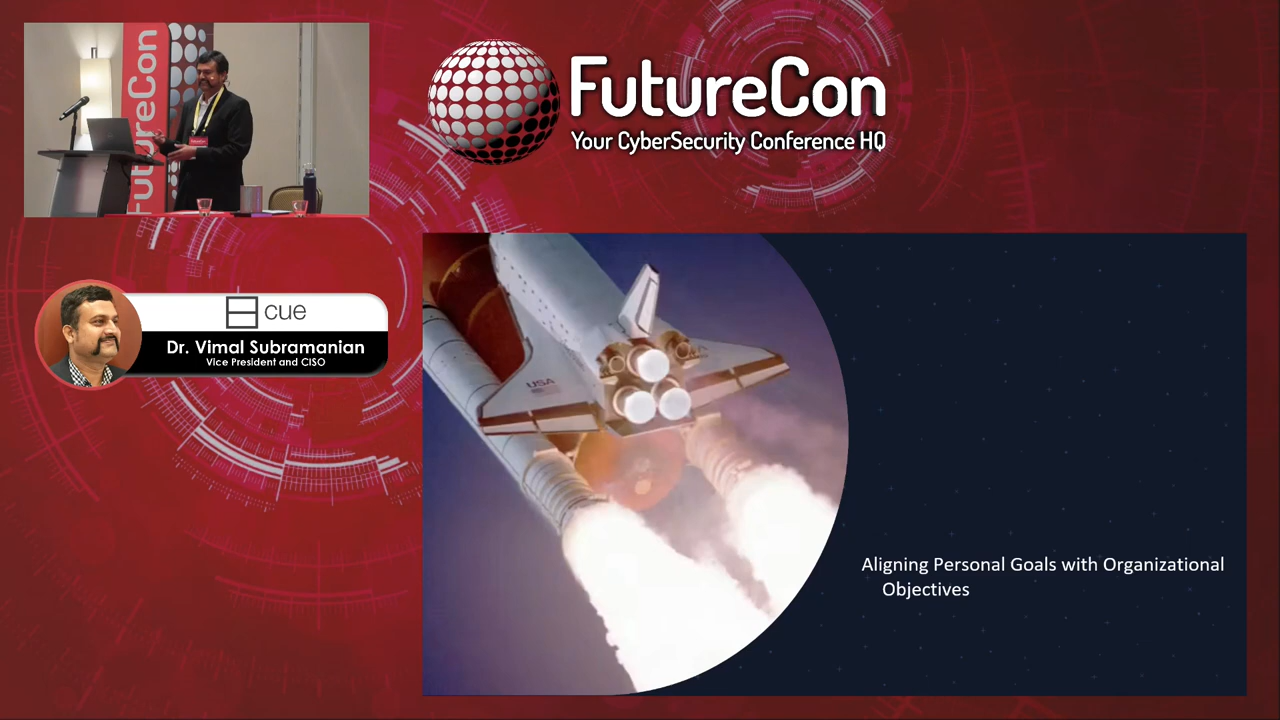 FutureCon
FutureCon
Your CyberSecurity Conference HQ
cue
Dr. Vimal Subramanian
Vice President and CISO
USA
Aligning Personal Goals with Organizational
Objectives